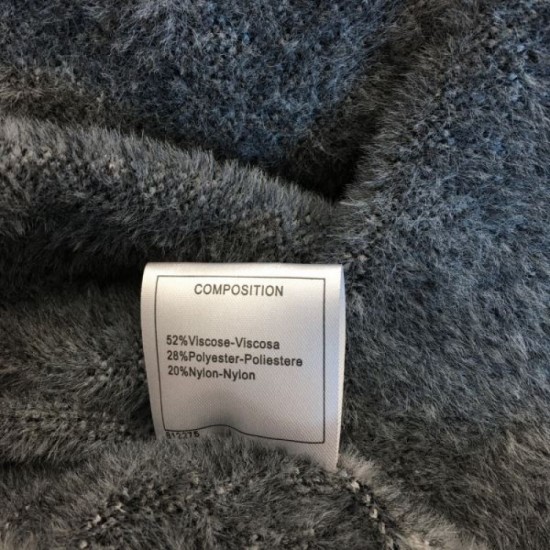 COMPOSITION
52%Viscose-Viscosa
28%Polyester-Poliestere
20%Nylon-Nylon